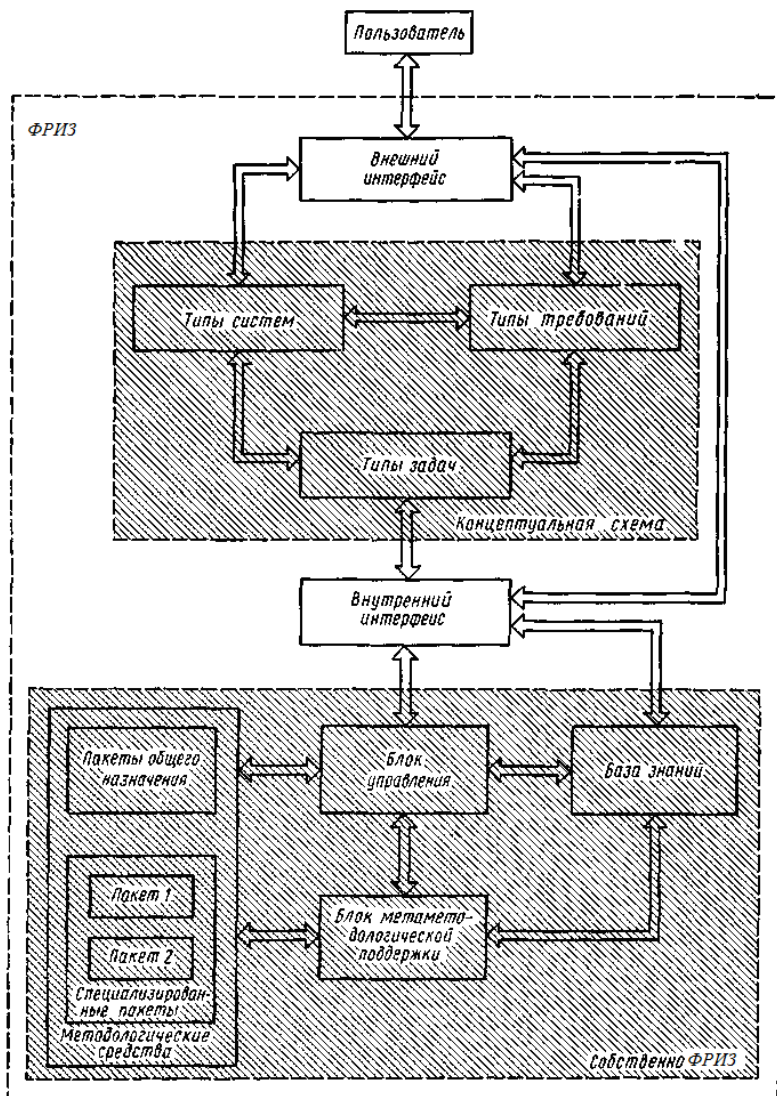 Пользователь
ФРИЗ
Внешний
интерфейс
Типы систем
Типы требований
Типы задач
Концептуальная схема
Внутренний
интерфейс
Пакеты общего
назначения
Блок
управления
База знаний
Пакет 1
Пакет 2
Специализирован-
ные пакеты
Методологические
средства
Блок метамето-
дологической
поддержки
Собственно ФРИЗ